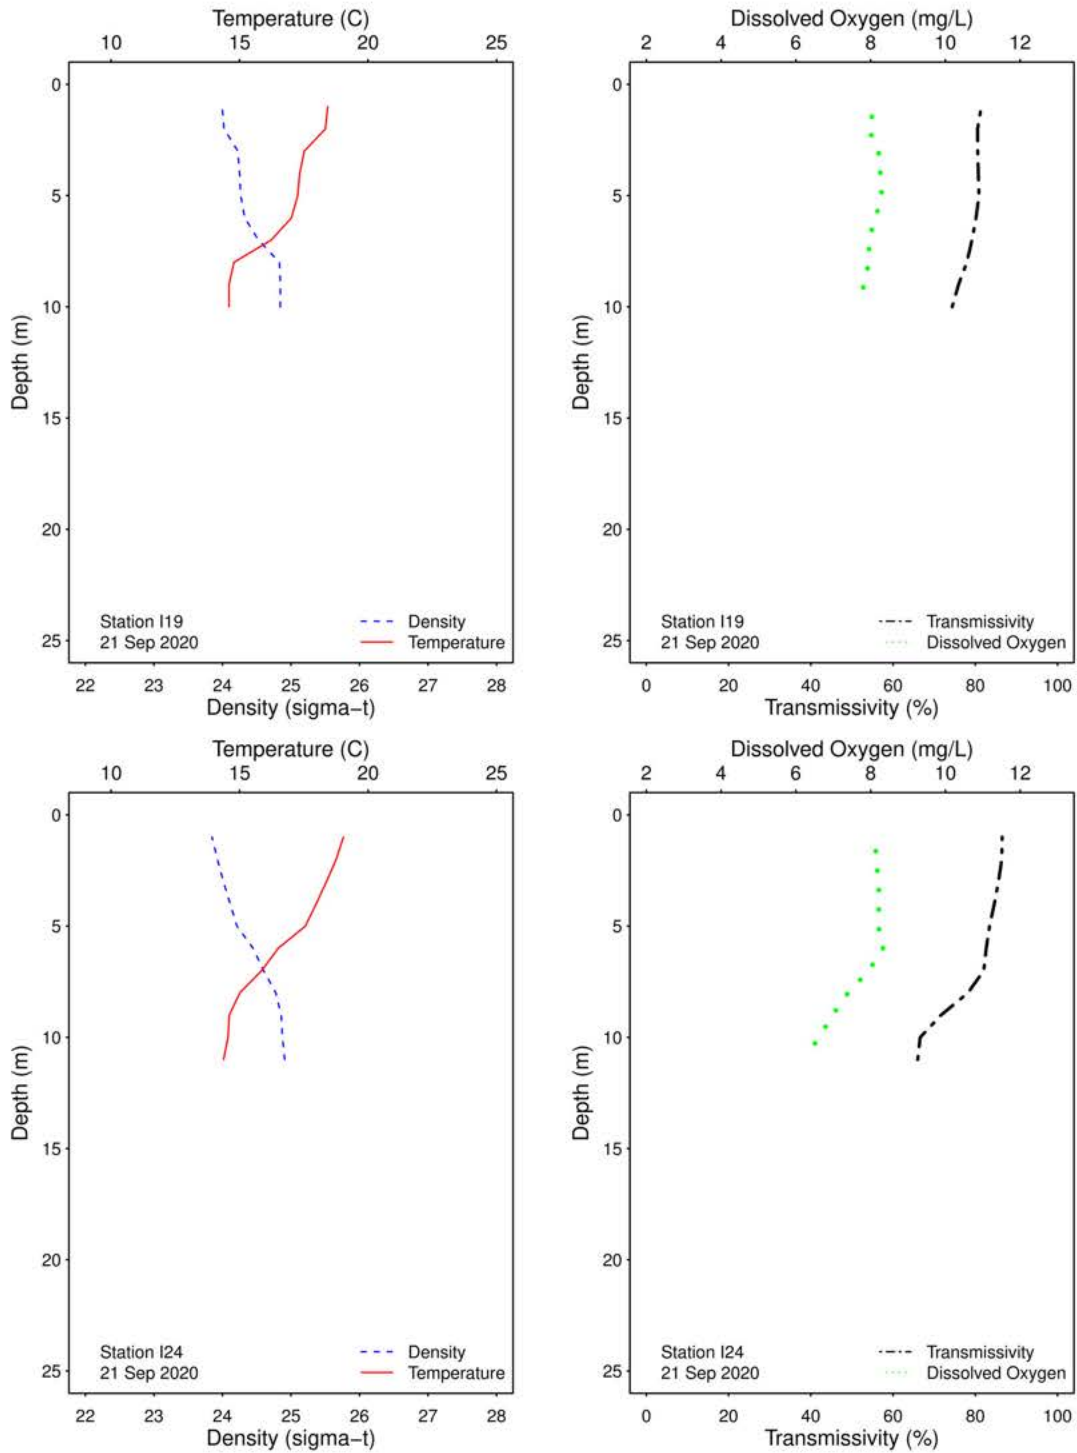 Temperature (C)
10 15 20 25
0
5
10
15
20
25
Depth (m)
Station I19
21 Sep 2020
Density
Temperature
22 23 24 25 26 27 28
Density (sigma−t)
Dissolved Oxygen (mg/L)
2 4 6 8 10 12
0
5
10
15
20
25
Depth (m)
Station I19
21 Sep 2020
Transmissivity
Dissolved Oxygen
0 20 40 60 80 100
Transmissivity (%)
Temperature (C)
10 15 20 25
0
5
10
15
20
25
Depth (m)
Station I24
21 Sep 2020
Density
Temperature
22 23 24 25 26 27 28
Density (sigma−t)
Dissolved Oxygen (mg/L)
2 4 6 8 10 12
0
5
10
15
20
25
Depth (m)
Station I24
21 Sep 2020
Transmissivity
Dissolved Oxygen
0 20 40 60 80 100
Transmissivity (%)